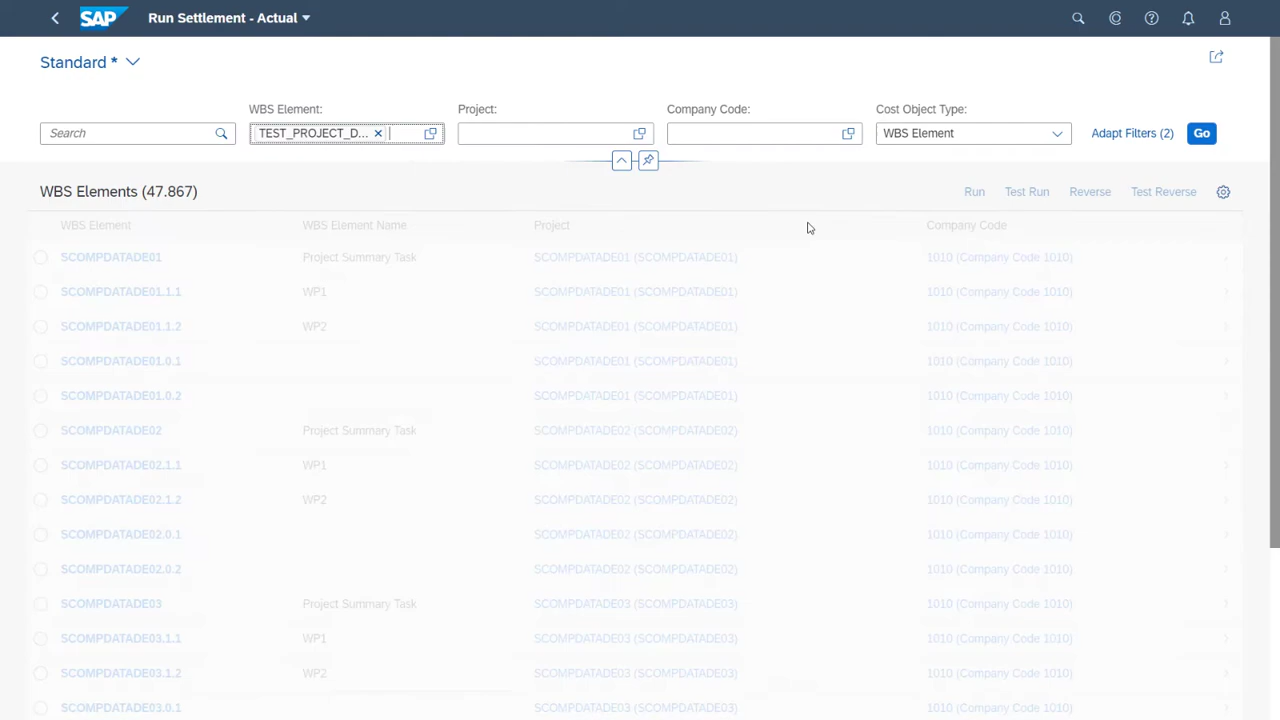 SAP Run Settlement - Actual
Standard *
WBS Element: Project: Company Code: Cost Object Type:
Search TEST_PROJECT_D... WBS Element Adapt Filters (2) Go
WBS Elements (47.867) Run Test Run Reverse Test Reverse
WBS Element WBS Element Name Project Company Code
SCOMPDATADE01 Project Summary Task SCOMPDATADE01 (SCOMPDATADE01) 1010 (Company Code 1010)
SCOMPDATADE01.1.1 WP1 SCOMPDATADE01 (SCOMPDATADE01) 1010 (Company Code 1010)
SCOMPDATADE01.1.2 WP2 SCOMPDATADE01 (SCOMPDATADE01) 1010 (Company Code 1010)
SCOMPDATADE01.0.1 SCOMPDATADE01 (SCOMPDATADE01) 1010 (Company Code 1010)
SCOMPDATADE01.0.2 SCOMPDATADE01 (SCOMPDATADE01) 1010 (Company Code 1010)
SCOMPDATADE02 Project Summary Task SCOMPDATADE02 (SCOMPDATADE02) 1010 (Company Code 1010)
SCOMPDATADE02.1.1 WP1 SCOMPDATADE02 (SCOMPDATADE02) 1010 (Company Code 1010)
SCOMPDATADE02.1.2 WP2 SCOMPDATADE02 (SCOMPDATADE02) 1010 (Company Code 1010)
SCOMPDATADE02.0.1 SCOMPDATADE02 (SCOMPDATADE02) 1010 (Company Code 1010)
SCOMPDATADE02.0.2 SCOMPDATADE02 (SCOMPDATADE02) 1010 (Company Code 1010)
SCOMPDATADE03 Project Summary Task SCOMPDATADE03 (SCOMPDATADE03) 1010 (Company Code 1010)
SCOMPDATADE03.1.1 WP1 SCOMPDATADE03 (SCOMPDATADE03) 1010 (Company Code 1010)
SCOMPDATADE03.1.2 WP2 SCOMPDATADE03 (SCOMPDATADE03) 1010 (Company Code 1010)
SCOMPDATADE03.0.1 SCOMPDATADE03 (SCOMPDATADE03) 1010 (Company Code 1010)